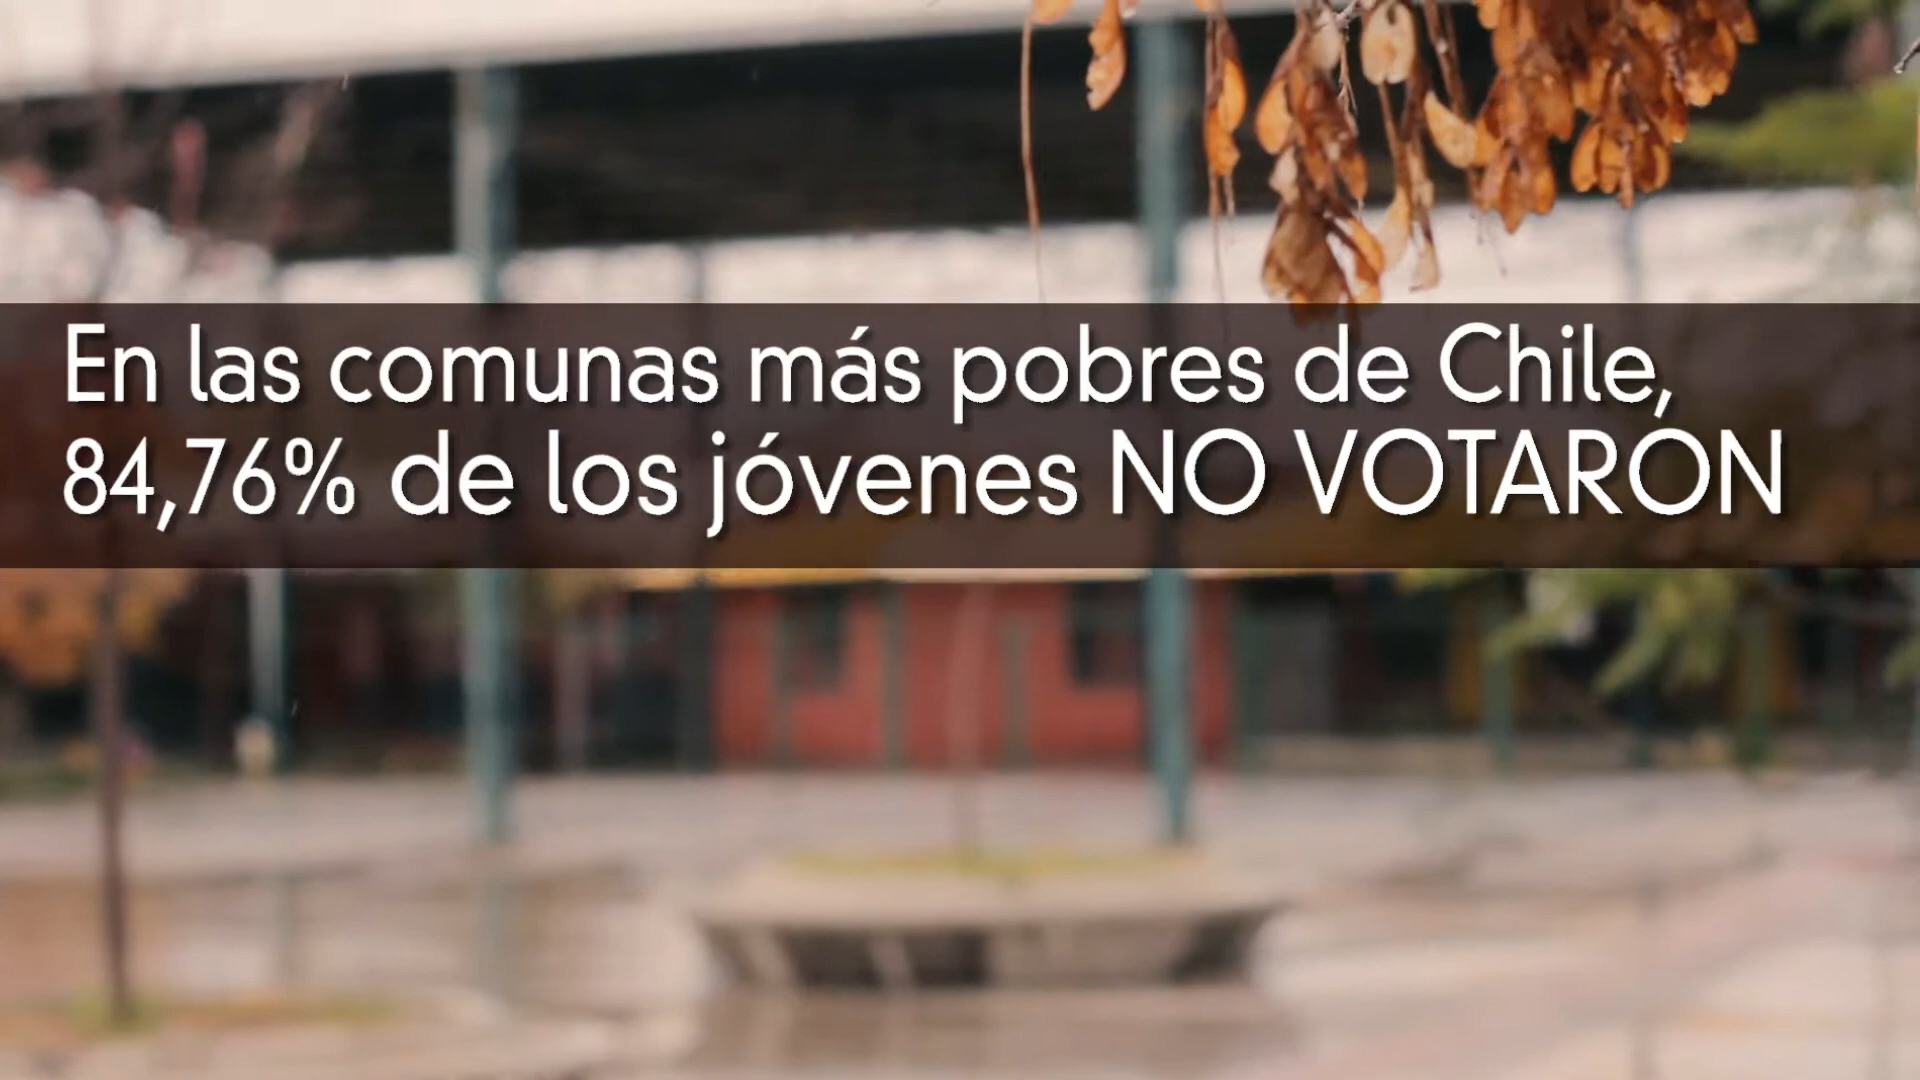 En las comunas más pobres de Chile,
84,76% de los jóvenes NO VOTARON